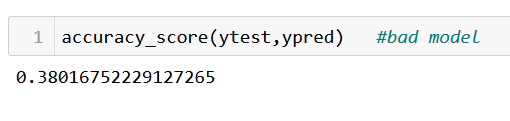 1 accuracy_score(ytest,ypred) #bad model
0.38016752229127265